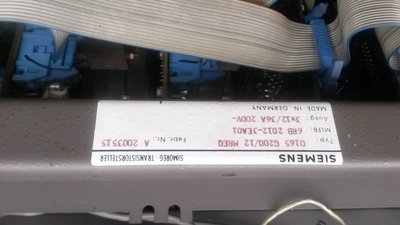 SIEMENS
SIMOREG-TRANSISTORSTELLER
Typ: D165 G200/12 MREQ
MLFB: 6RB 2012-3EA01
Fabr. Nr.: A 2003515
Ausg: 3x12/36A 200V-
MADE IN GERMANY